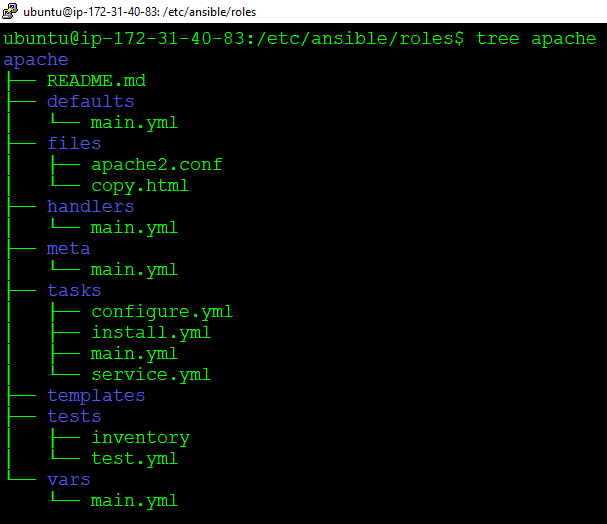 ubuntu@ip-172-31-40-83: /etc/ansible/roles
ubuntu@ip-172-31-40-83:/etc/ansible/roles$ tree apache
apache
├── README.md
├── defaults
│   └── main.yml
├── files
│   ├── apache2.conf
│   └── copy.html
├── handlers
│   └── main.yml
├── meta
│   └── main.yml
├── tasks
│   ├── configure.yml
│   ├── install.yml
│   ├── main.yml
│   └── service.yml
├── templates
├── tests
│   ├── inventory
│   └── test.yml
└── vars
    └── main.yml